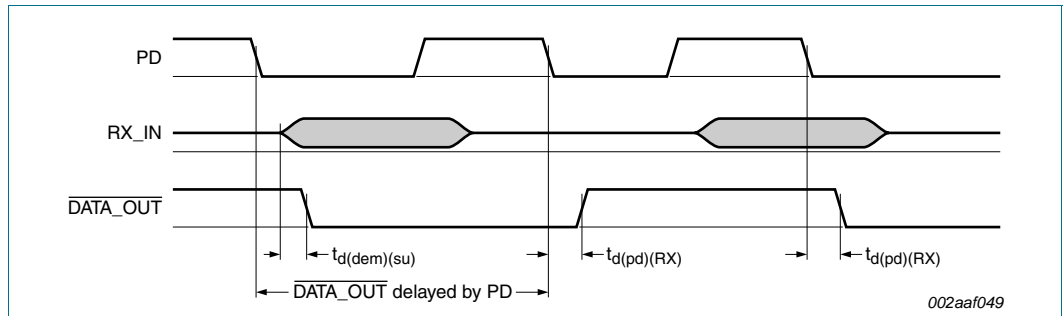 PD
RX_IN
DATA_OUT
td(dem)(su)
td(pd)(RX)
td(pd)(RX)
DATA_OUT delayed by PD
002aaf049